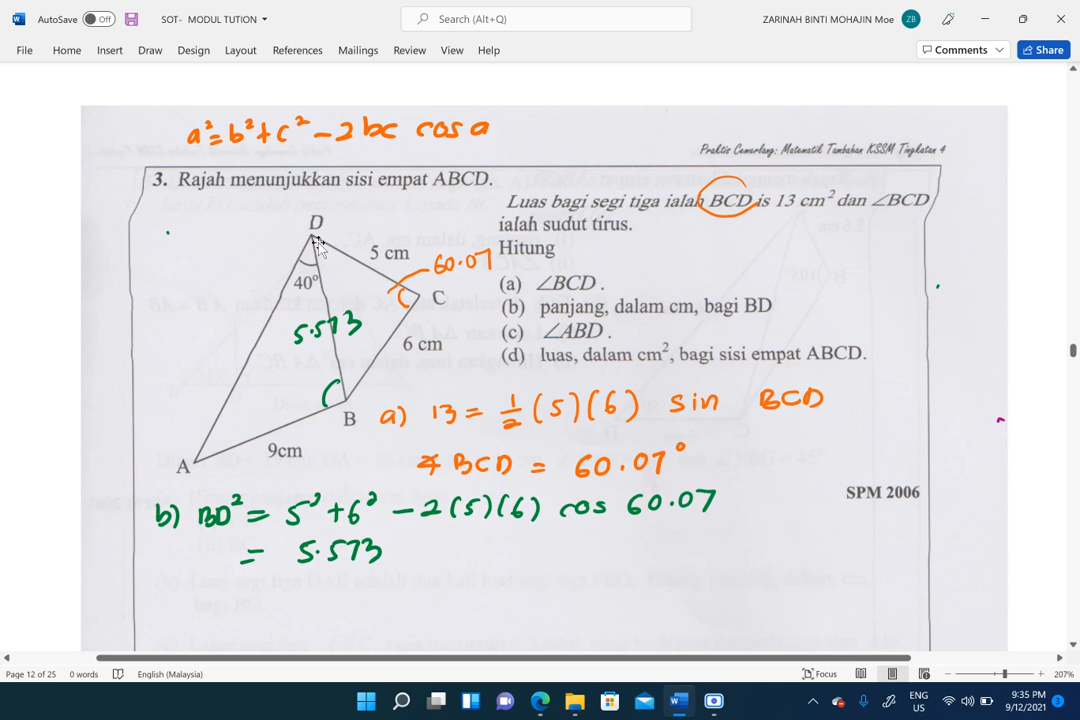 AutoSave Off SOT- MODUL TUTION Search (Alt+Q) ZARINAH BINTI MOHAJIN Moe ZB
File Home Insert Draw Design Layout References Mailings Review View Help Comments Share
a² = b² + c² - 2bc cos a
Praktis Cemerlang: Matematik Tambahan KSSM Tingkatan 4
3. Rajah menunjukkan sisi empat ABCD.
Luas bagi segi tiga ialah BCD is 13 cm² dan ∠BCD
ialah sudut tirus.
Hitung
(a) ∠BCD .
(b) panjang, dalam cm, bagi BD
(c) ∠ABD .
(d) luas, dalam cm², bagi sisi empat ABCD.
D
5 cm
60.07
40°
C
5.573
6 cm
B
9cm
A
a) 13 = 1/2 (5)(6) sin BCD
∠ BCD = 60.07°
SPM 2006
b) BD² = 5² + 6² - 2(5)(6) cos 60.07
= 5.573
Page 12 of 25 0 words English (Malaysia) Focus 207%
ENG
US
9:35 PM
9/12/2021
3